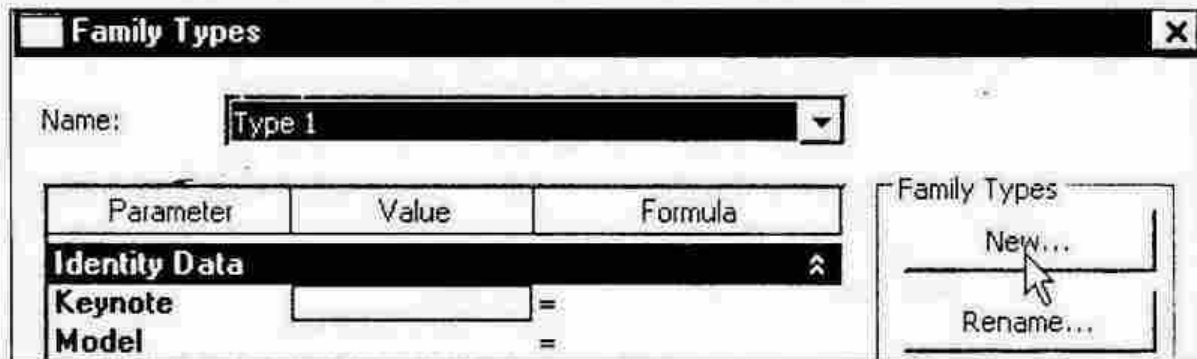 Family Types
Name: Type 1
Parameter Value Formula
Family Types
New...
Identity Data
Keynote =
Rename...
Model =